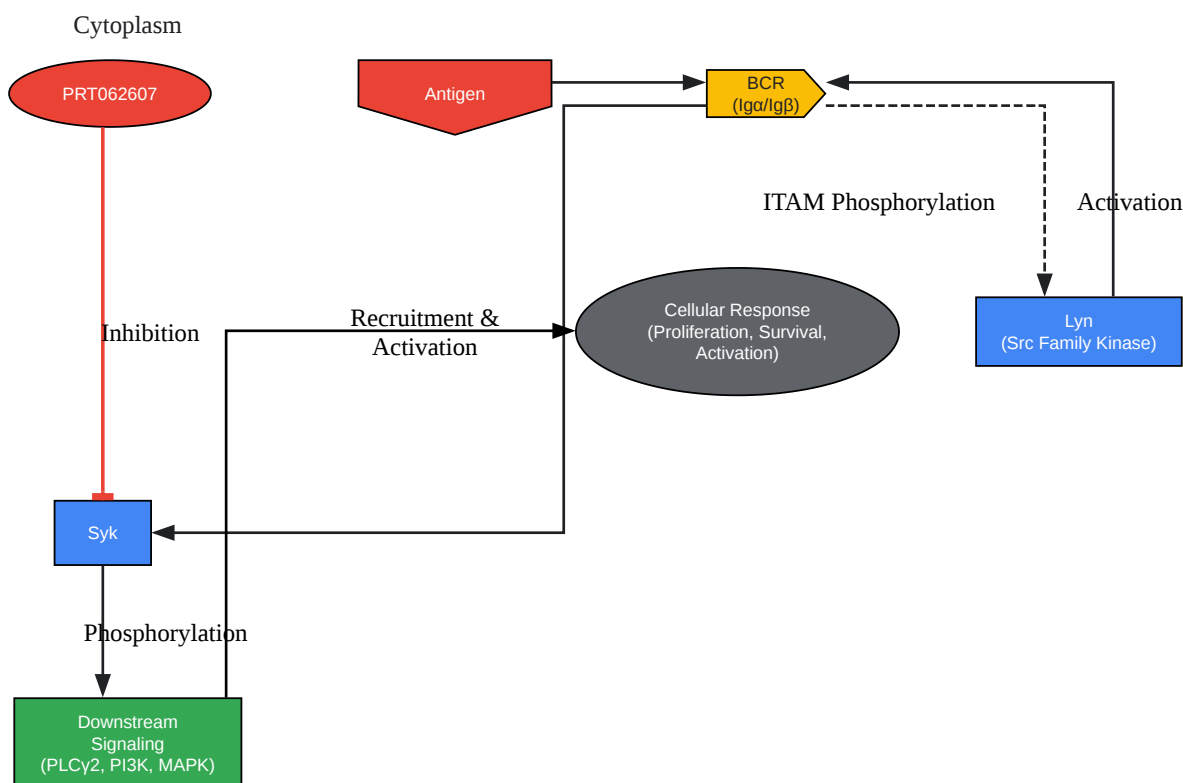 Cytoplasm
PRT062607
Antigen
BCR
(Igα/Igβ)
ITAM Phosphorylation
Activation
Inhibition
Recruitment &
Activation
Cellular Response
(Proliferation, Survival,
Activation)
Lyn
(Src Family Kinase)
Syk
Phosphorylation
Downstream
Signaling
(PLCγ2, PI3K, MAPK)